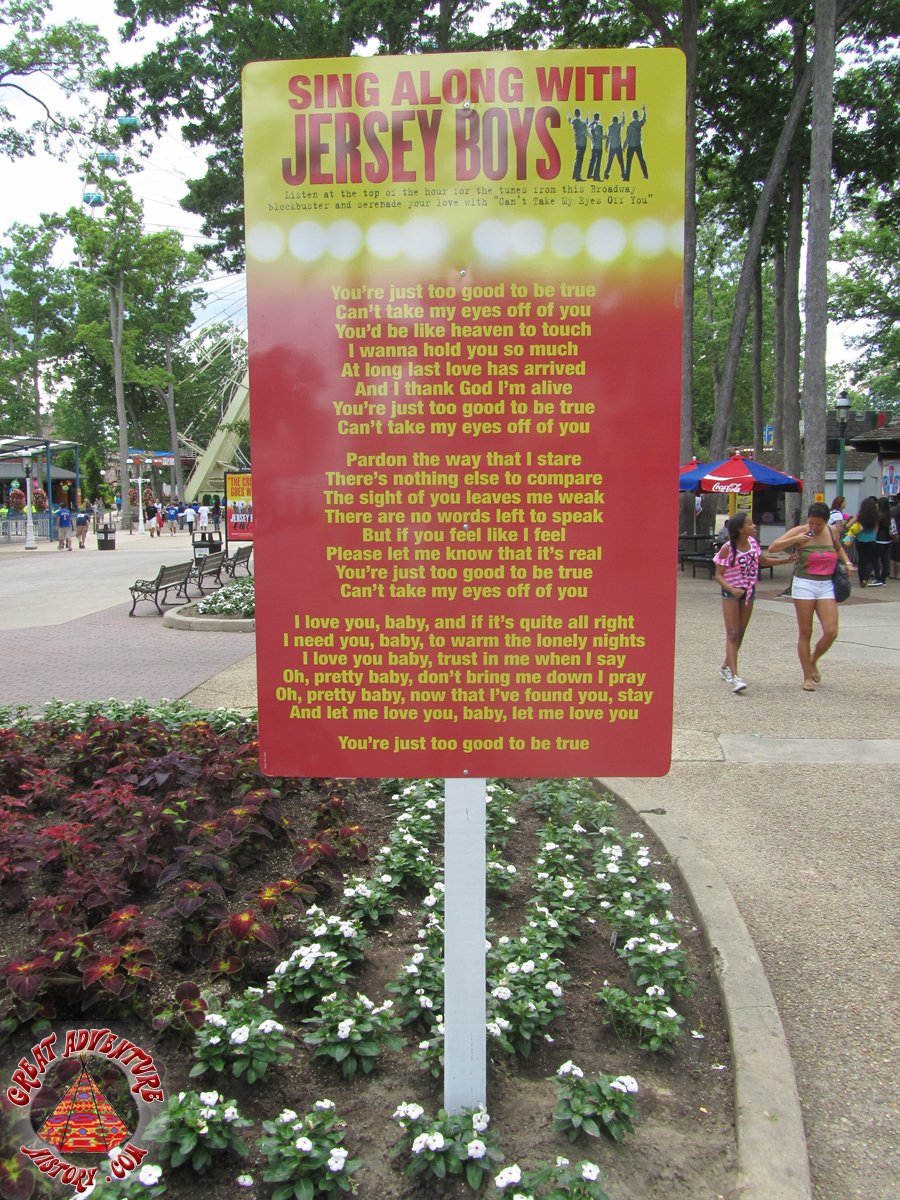 SING ALONG WITH
JERSEY BOYS
Listen at the top of the hour for the tunes from this Broadway
blockbuster and serenade your love with "Can't Take My Eyes Off You"
You're just too good to be true
Can't take my eyes off of you
You'd be like heaven to touch
I wanna hold you so much
At long last love has arrived
And I thank God I'm alive
You're just too good to be true
Can't take my eyes off of you
Pardon the way that I stare
There's nothing else to compare
The sight of you leaves me weak
There are no words left to speak
But if you feel like I feel
Please let me know that it's real
You're just too good to be true
Can't take my eyes off of you
I love you, baby, and if it's quite all right
I need you, baby, to warm the lonely nights
I love you baby, trust in me when I say
Oh, pretty baby, don't bring me down I pray
Oh, pretty baby, now that I've found you, stay
And let me love you, baby, let me love you
You're just too good to be true
Coca-Cola
THE CRO
GOES W
JERSEY B
GREAT ADVENTURE
HISTORY.COM